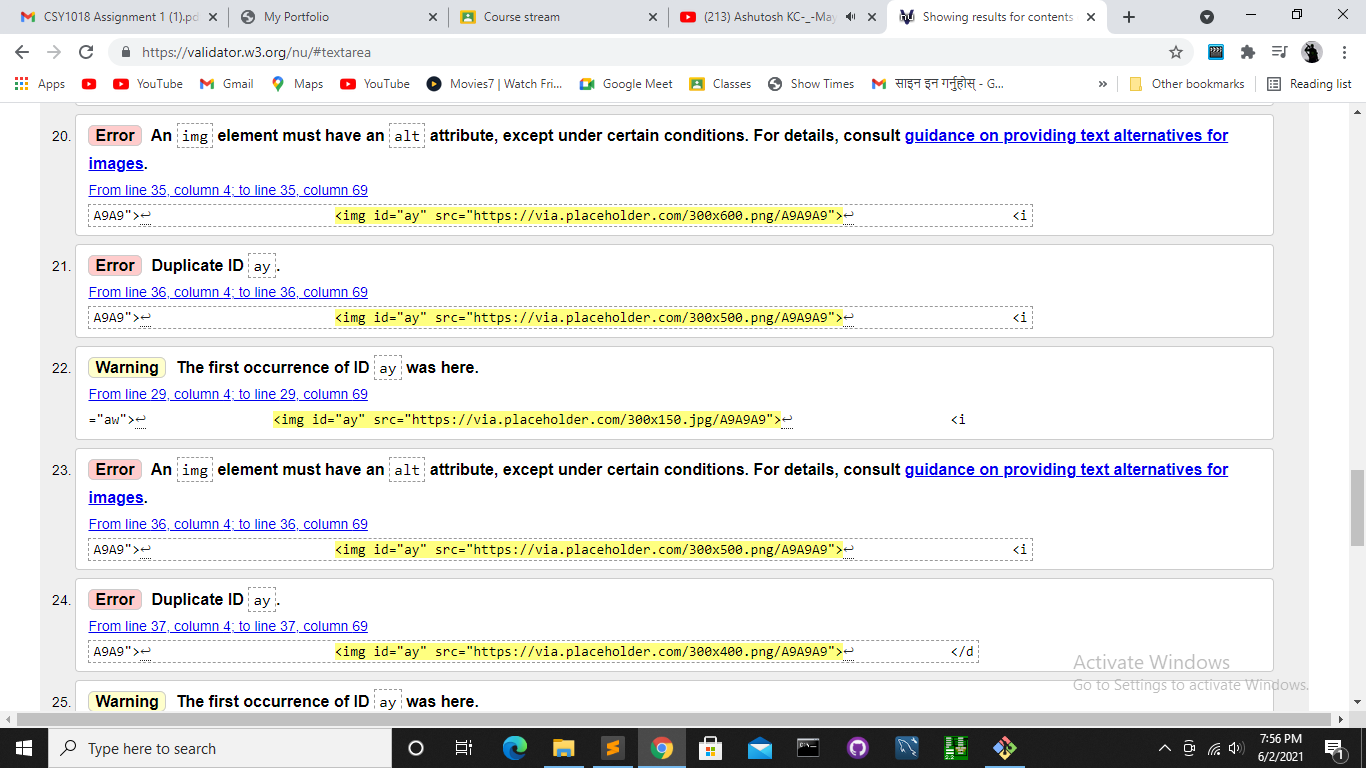 CSY1018 Assignment 1 (1).pd
My Portfolio
Course stream
(213) Ashutosh KC-_-May
Showing results for contents
https://validator.w3.org/nu/#textarea
Apps
YouTube
Gmail
Maps
YouTube
Movies7 | Watch Fri...
Google Meet
Classes
Show Times
साइन इन गर्नुहोस् - G...
»
Other bookmarks
Reading list
20. Error An img element must have an alt attribute, except under certain conditions. For details, consult guidance on providing text alternatives for
images.
From line 35, column 4; to line 35, column 69
A9A9">↩ <img id="ay" src="https://via.placeholder.com/300x600.png/A9A9A9">↩ <i
21. Error Duplicate ID ay.
From line 36, column 4; to line 36, column 69
A9A9">↩ <img id="ay" src="https://via.placeholder.com/300x500.png/A9A9A9">↩ <i
22. Warning The first occurrence of ID ay was here.
From line 29, column 4; to line 29, column 69
="aw">↩ <img id="ay" src="https://via.placeholder.com/300x150.jpg/A9A9A9">↩ <i
23. Error An img element must have an alt attribute, except under certain conditions. For details, consult guidance on providing text alternatives for
images.
From line 36, column 4; to line 36, column 69
A9A9">↩ <img id="ay" src="https://via.placeholder.com/300x500.png/A9A9A9">↩ <i
24. Error Duplicate ID ay.
From line 37, column 4; to line 37, column 69
A9A9">↩ <img id="ay" src="https://via.placeholder.com/300x400.png/A9A9A9">↩ </d
25. Warning The first occurrence of ID ay was here.
Activate Windows
Go to Settings to activate Windows.
Type here to search
7:56 PM
6/2/2021
1